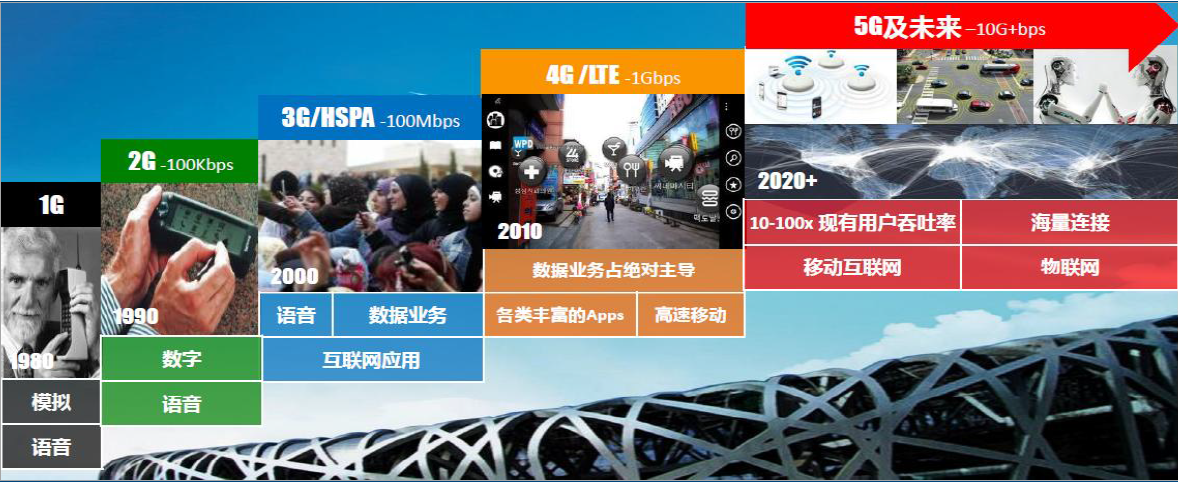 1G
1980
模拟
语音
2G -100Kbps
1990
数字
语音
3G/HSPA -100Mbps
2000
语音
数据业务
互联网应用
4G /LTE -1Gbps
WPD
2010
数据业务占绝对主导
各类丰富的Apps
高速移动
5G及未来 –10G+bps
2020+
10-100x 现有用户吞吐率
海量连接
移动互联网
物联网